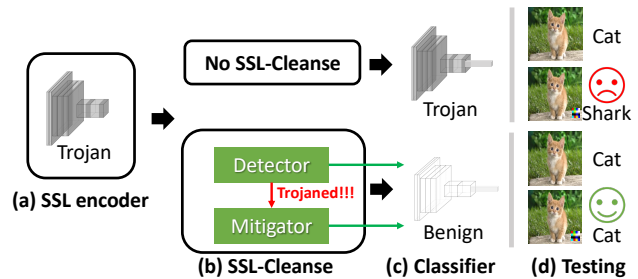 No SSL-Cleanse
Trojan
(a) SSL encoder
Detector
Trojaned!!!
Mitigator
(b) SSL-Cleanse
Trojan
Benign
(c) Classifier
Cat
Shark
Cat
Cat
(d) Testing